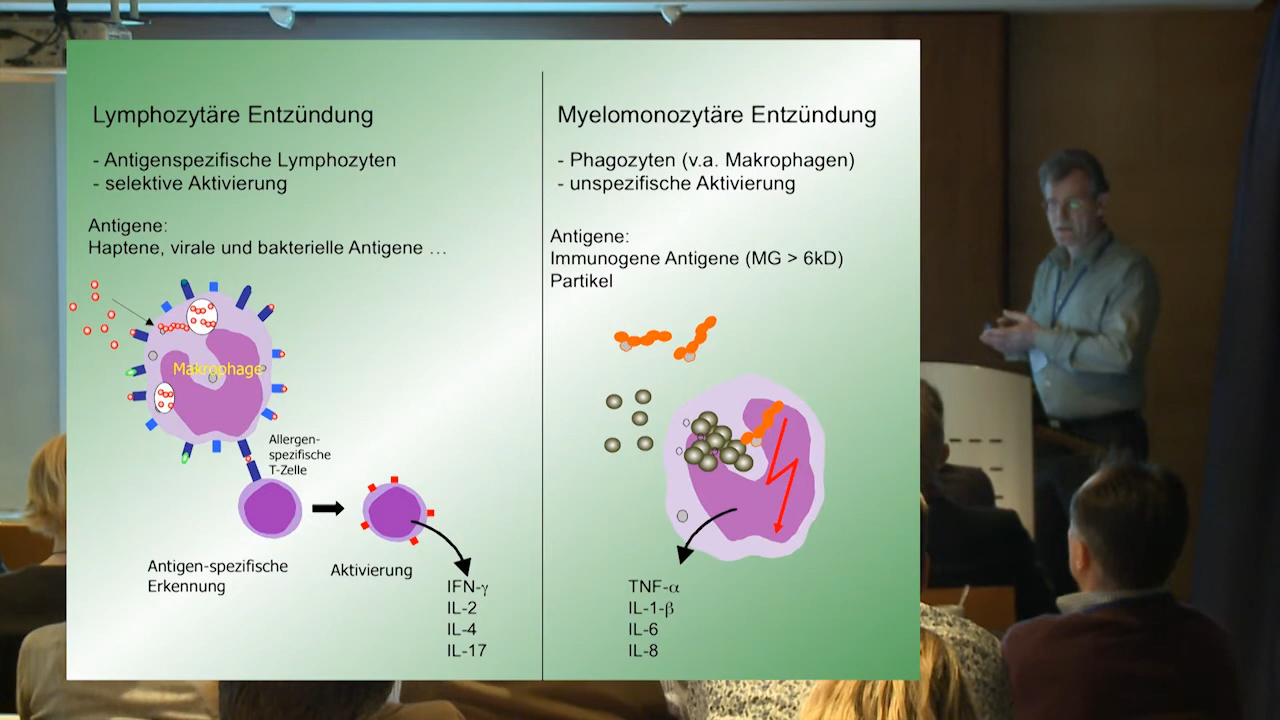 Lymphozytäre Entzündung
- Antigenspezifische Lymphozyten
- selektive Aktivierung
Antigene:
Haptene, virale und bakterielle Antigene …
Makrophage
Allergen-
spezifische
T-Zelle
Antigen-spezifische
Erkennung
Aktivierung
IFN-γ
IL-2
IL-4
IL-17
Myelomonozytäre Entzündung
- Phagozyten (v.a. Makrophagen)
- unspezifische Aktivierung
Antigene:
Immunogene Antigene (MG > 6kD)
Partikel
TNF-α
IL-1-β
IL-6
IL-8